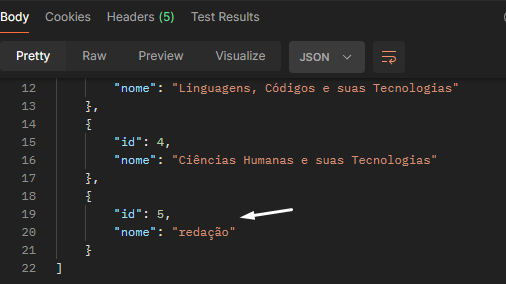 Body Cookies Headers (5) Test Results
Pretty Raw Preview Visualize JSON
12 "nome": "Linguagens, Códigos e suas Tecnologias"
13 },
14 {
15 "id": 4,
16 "nome": "Ciências Humanas e suas Tecnologias"
17 },
18 {
19 "id": 5,
20 "nome": "redação"
21 }
22 ]